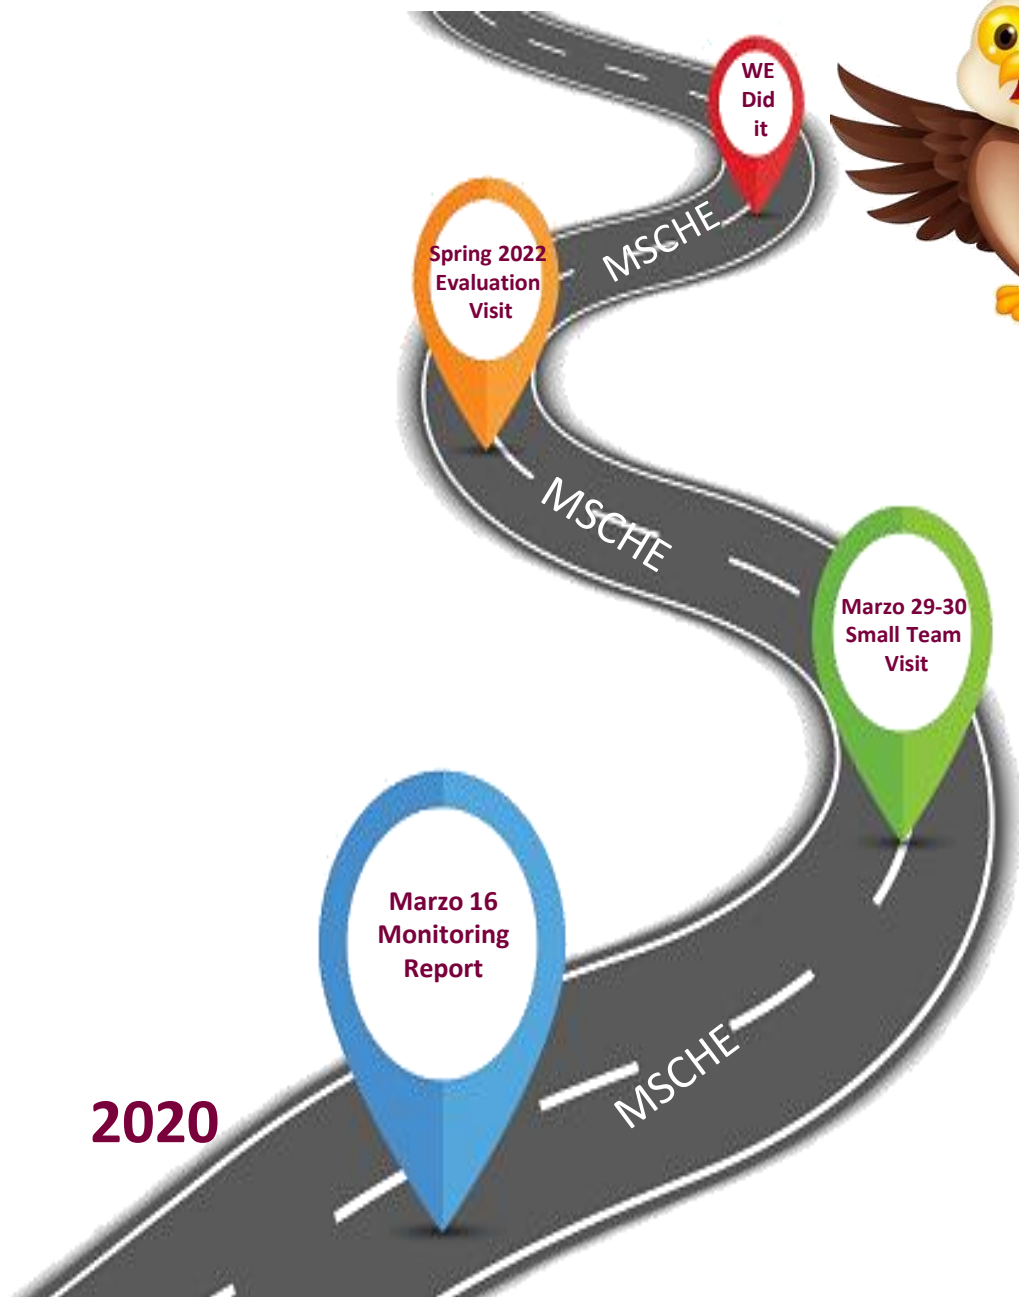 WE
Did
it
MSCHE
Spring 2022
Evaluation
Visit
MSCHE
Marzo 29-30
Small Team
Visit
Marzo 16
Monitoring
Report
MSCHE
2020